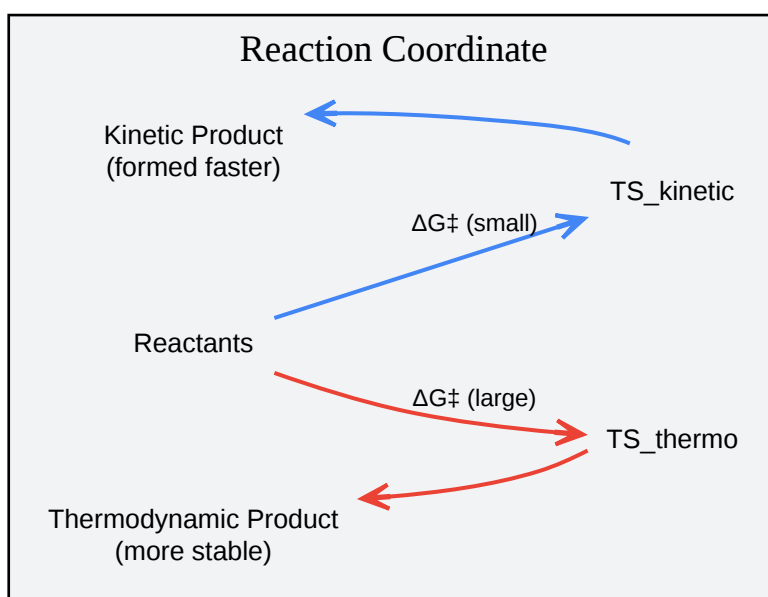 Reaction Coordinate
Kinetic Product
(formed faster)
TS_kinetic
ΔG‡ (small)
Reactants
ΔG‡ (large)
TS_thermo
Thermodynamic Product
(more stable)